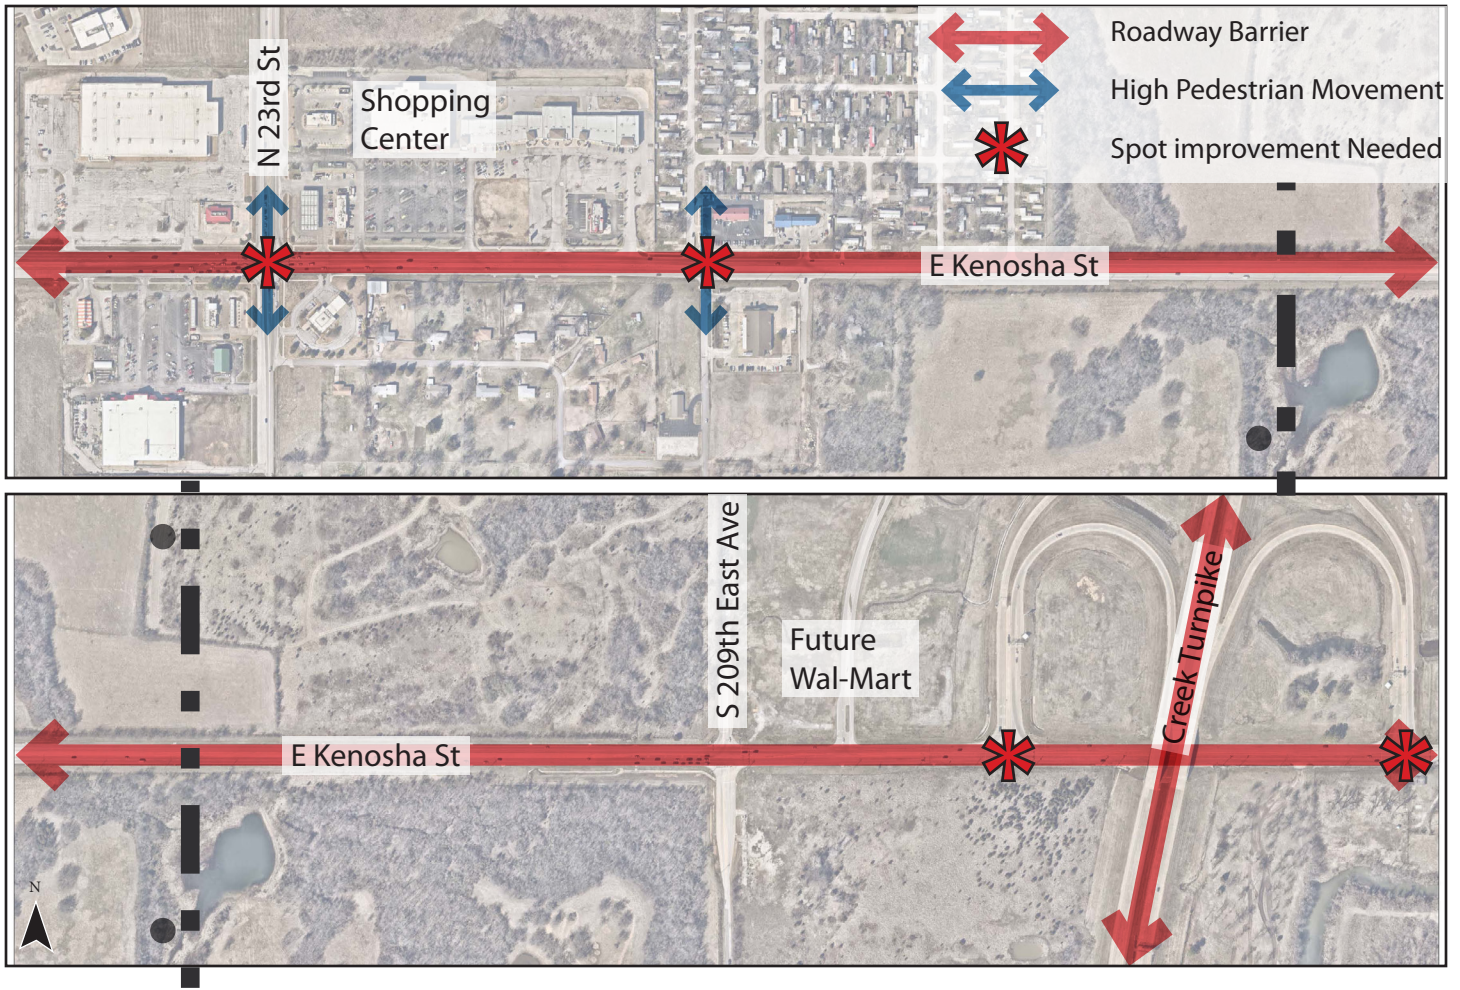 Roadway Barrier
High Pedestrian Movement
Spot improvement Needed
N 23rd St
Shopping
Center
E Kenosha St
S 209th East Ave
Future
Wal-Mart
Creek Turnpike
E Kenosha St
N